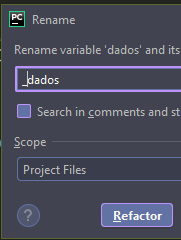 PC
Rename
Rename variable 'dados' and its
_dados
Search in comments and st
Scope
Project Files
?
Refactor